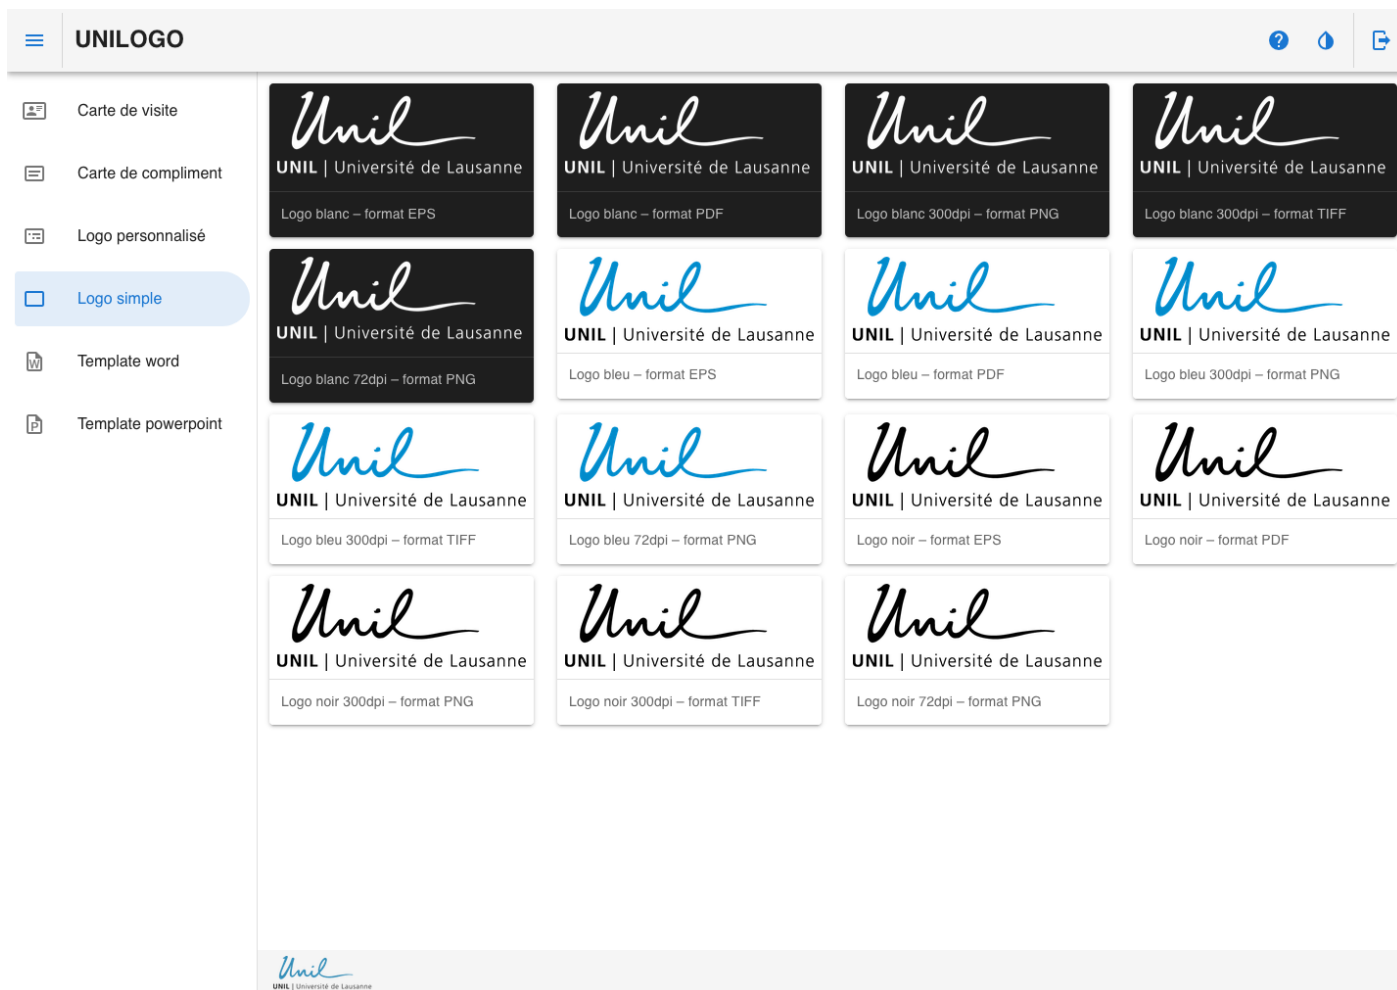 UNILOGO
Carte de visite
Carte de compliment
Logo personnalisé
Logo simple
Template word
Template powerpoint
Unil
UNIL | Université de Lausanne
Logo blanc – format EPS
Unil
UNIL | Université de Lausanne
Logo blanc – format PDF
Unil
UNIL | Université de Lausanne
Logo blanc 300dpi – format PNG
Unil
UNIL | Université de Lausanne
Logo blanc 300dpi – format TIFF
Unil
UNIL | Université de Lausanne
Logo blanc 72dpi – format PNG
Unil
UNIL | Université de Lausanne
Logo bleu – format EPS
Unil
UNIL | Université de Lausanne
Logo bleu – format PDF
Unil
UNIL | Université de Lausanne
Logo bleu 300dpi – format PNG
Unil
UNIL | Université de Lausanne
Logo bleu 300dpi – format TIFF
Unil
UNIL | Université de Lausanne
Logo bleu 72dpi – format PNG
Unil
UNIL | Université de Lausanne
Logo noir – format EPS
Unil
UNIL | Université de Lausanne
Logo noir – format PDF
Unil
UNIL | Université de Lausanne
Logo noir 300dpi – format PNG
Unil
UNIL | Université de Lausanne
Logo noir 300dpi – format TIFF
Unil
UNIL | Université de Lausanne
Logo noir 72dpi – format PNG
Unil
UNIL | Université de Lausanne